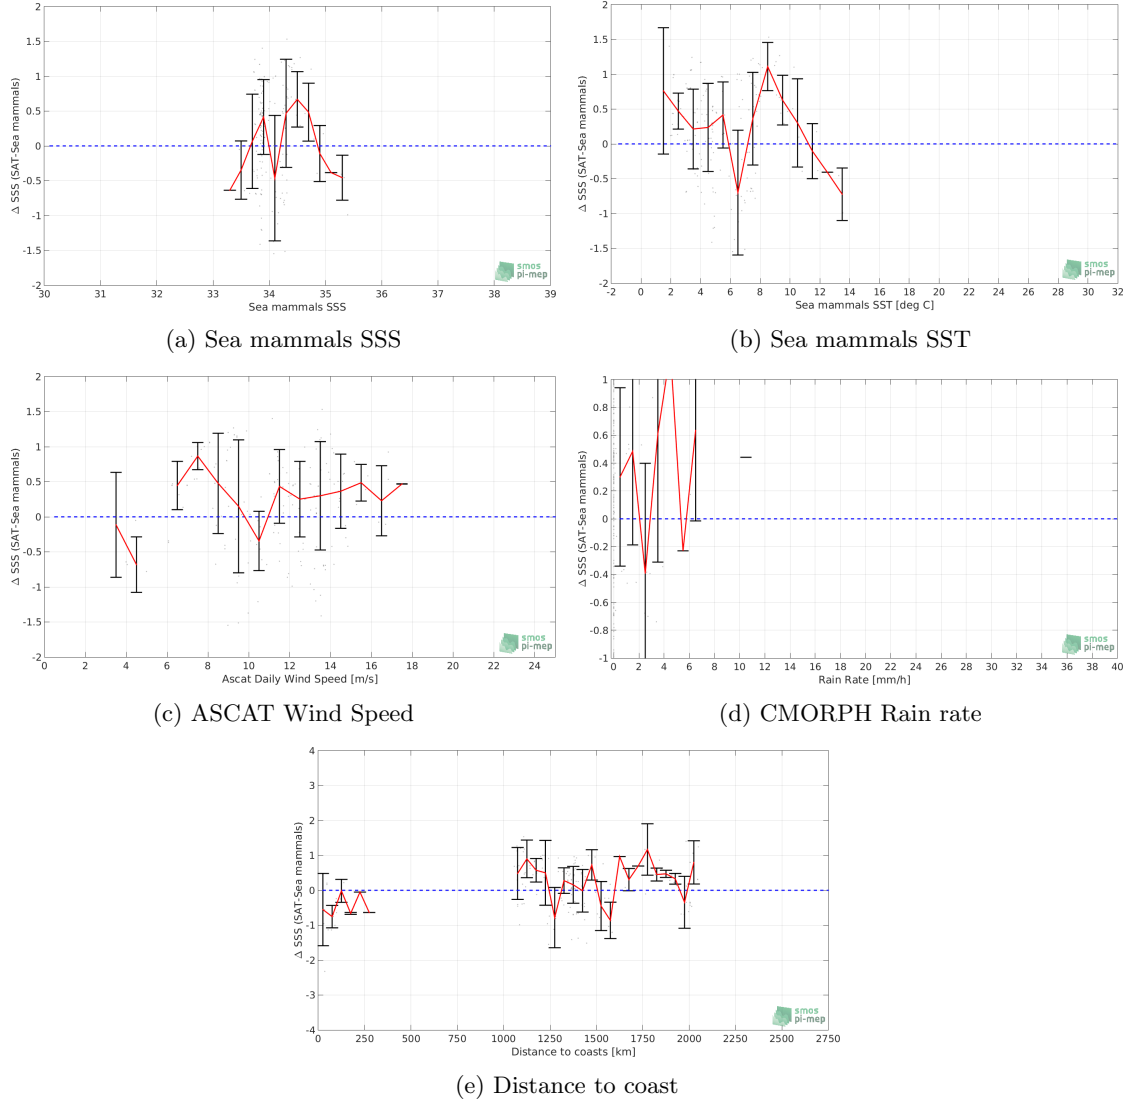 2
1.5
1
0.5
0
-0.5
-1
-1.5
-2
Δ SSS (SAT-Sea mammals)
30 31 32 33 34 35 36 37 38 39
Sea mammals SSS
smos
pi-mep
(a) Sea mammals SSS
2
1.5
1
0.5
0
-0.5
-1
-1.5
-2
Δ SSS (SAT-Sea mammals)
-2 0 2 4 6 8 10 12 14 16 18 20 22 24 26 28 30 32
Sea mammals SST [deg C]
smos
pi-mep
(b) Sea mammals SST
2
1.5
1
0.5
0
-0.5
-1
-1.5
-2
Δ SSS (SAT-Sea mammals)
0 2 4 6 8 10 12 14 16 18 20 22 24
Ascat Daily Wind Speed [m/s]
smos
pi-mep
(c) ASCAT Wind Speed
1
0.8
0.6
0.4
0.2
0
-0.2
-0.4
-0.6
-0.8
-1
Δ SSS (SAT-Sea mammals)
0 2 4 6 8 10 12 14 16 18 20 22 24 26 28 30 32 34 36 38 40
Rain Rate [mm/h]
smos
pi-mep
(d) CMORPH Rain rate
4
3
2
1
0
-1
-2
-3
-4
Δ SSS (SAT-Sea mammals)
0 250 500 750 1000 1250 1500 1750 2000 2250 2500 2750
Distance to coasts [km]
smos
pi-mep
(e) Distance to coast